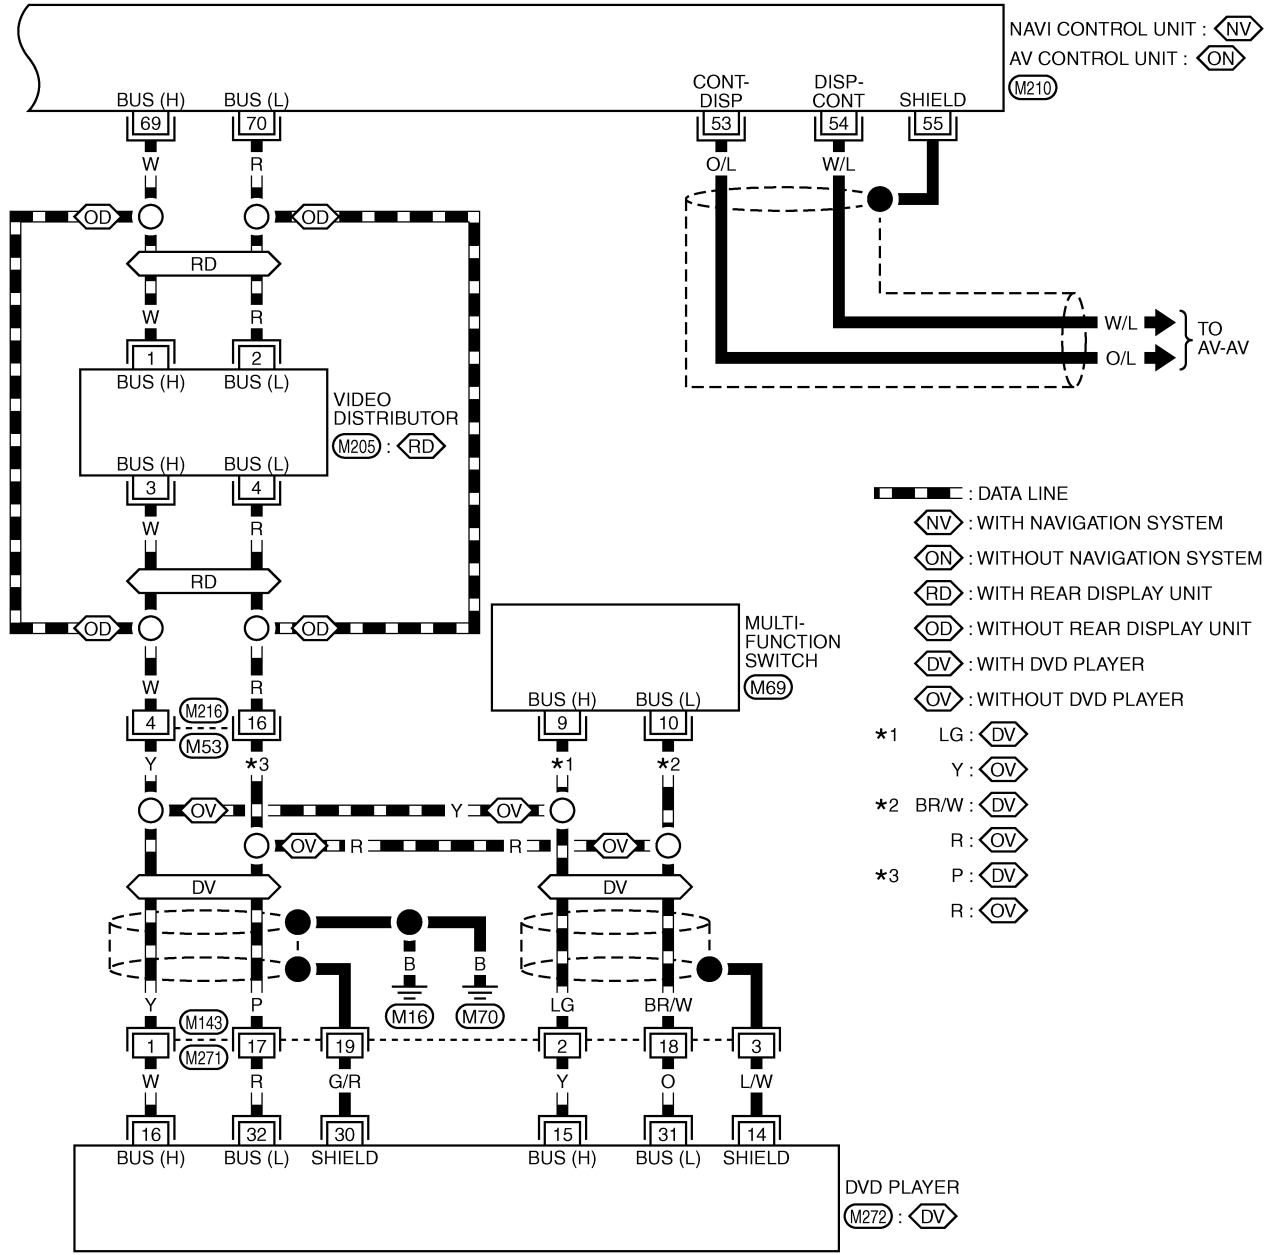 NAVI CONTROL UNIT : NV
AV CONTROL UNIT : ON
M210
BUS (H) BUS (L) CONT-DISP DISP-CONT SHIELD
69 70 53 54 55
W R O/L W/L
OD OD
RD
W R
W/L
O/L
TO
AV-AV
1 2
BUS (H) BUS (L)
VIDEO
DISTRIBUTOR
M205 : RD
BUS (H) BUS (L)
3 4
W R
RD
OD OD
W R
4 M216 16
M53
Y *3
: DATA LINE
NV : WITH NAVIGATION SYSTEM
ON : WITHOUT NAVIGATION SYSTEM
RD : WITH REAR DISPLAY UNIT
OD : WITHOUT REAR DISPLAY UNIT
DV : WITH DVD PLAYER
OV : WITHOUT DVD PLAYER
*1 LG : DV
Y : OV
*2 BR/W : DV
R : OV
*3 P : DV
R : OV
MULTI-
FUNCTION
SWITCH
M69
BUS (H) BUS (L)
9 10
*1 *2
OV Y OV
OV R R OV
DV DV
B B
M16 M70
Y P LG BR/W
M143
1 17 19 2 18 3
M271
W R G/R Y O L/W
16 32 30 15 31 14
BUS (H) BUS (L) SHIELD BUS (H) BUS (L) SHIELD
DVD PLAYER
M272 : DV